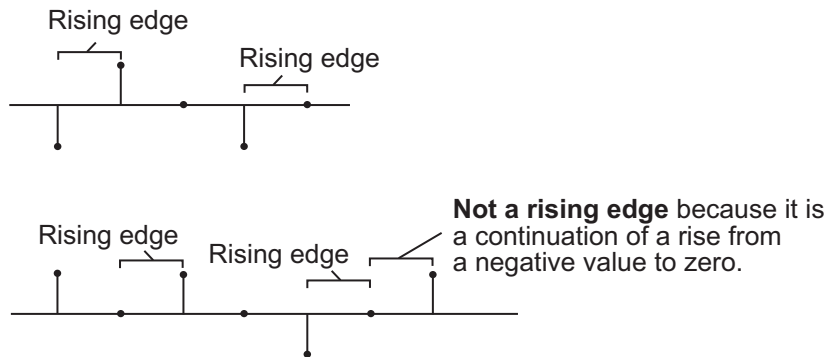 Rising edge
Rising edge
Not a rising edge because it is
a continuation of a rise from
a negative value to zero.
Rising edge
Rising edge